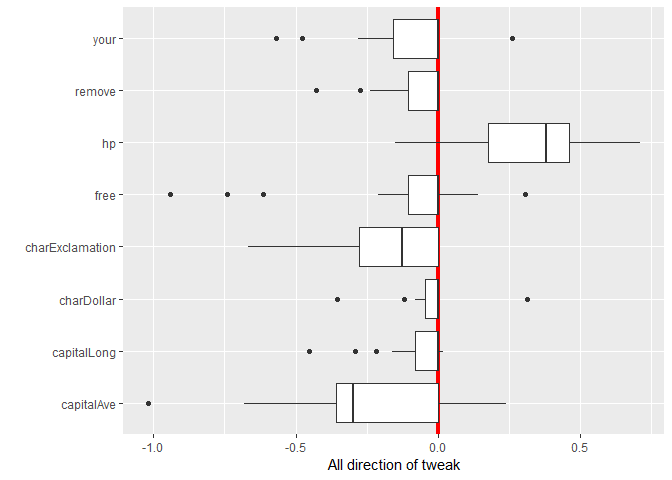 your
remove
hp
free
charExclamation
charDollar
capitalLong
capitalAve
-1.0 -0.5 0.0 0.5
All direction of tweak